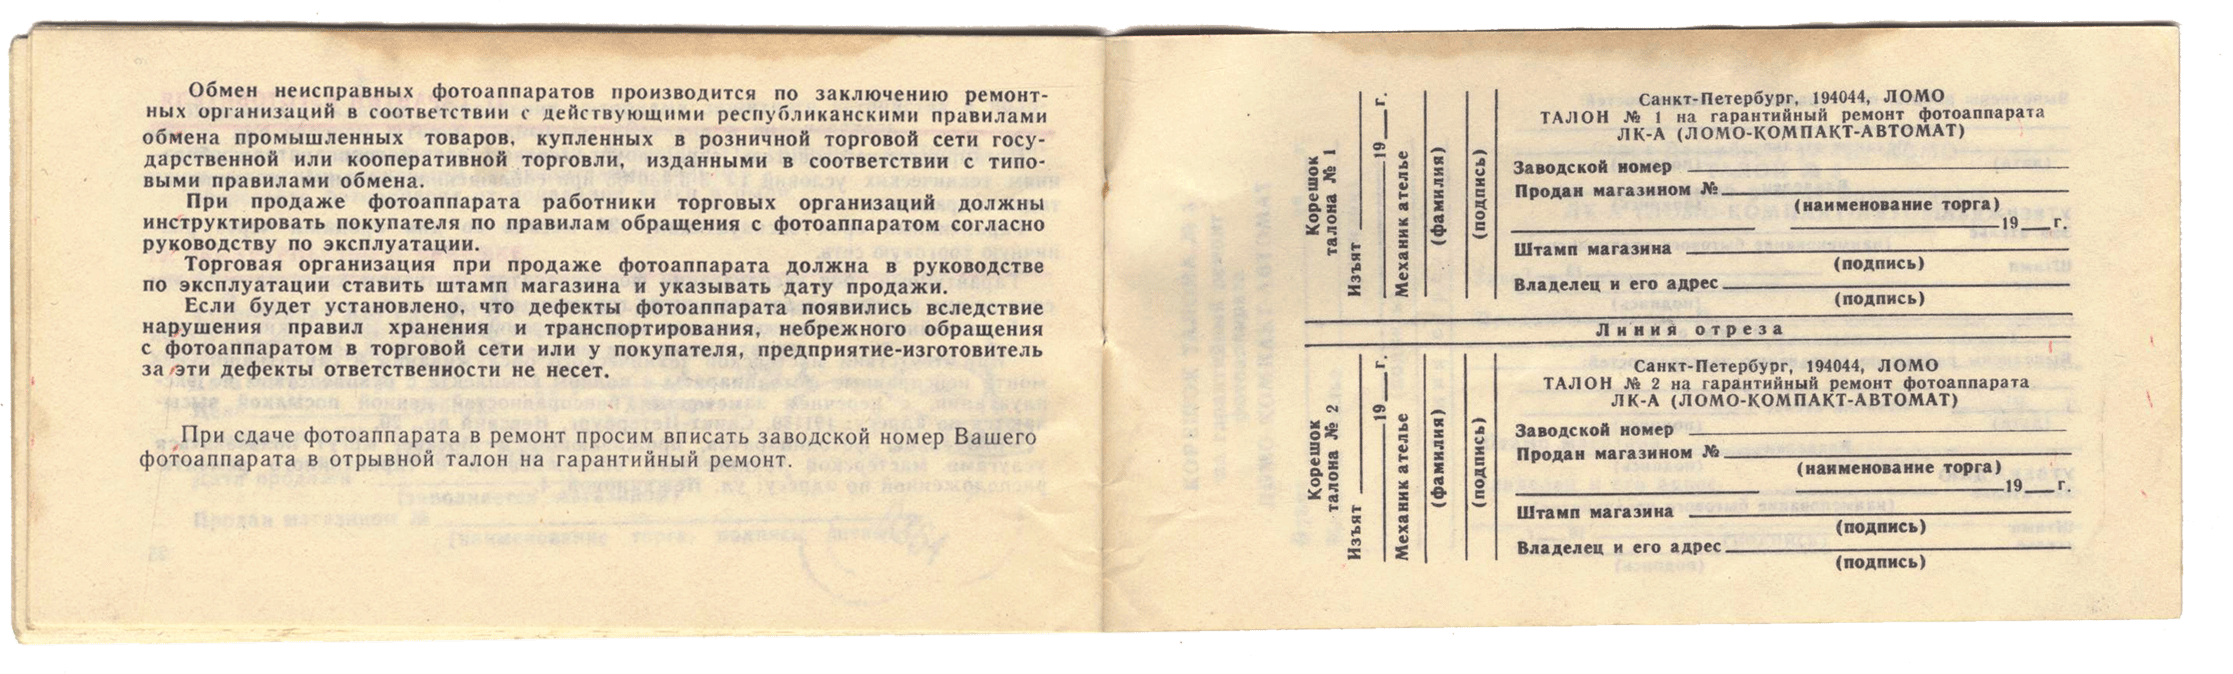 Обмен неисправных фотоаппаратов производится по заключению ремонт-
ных организаций в соответствии с действующими республиканскими правилами
обмена промышленных товаров, купленных в розничной торговой сети госу-
дарственной или кооперативной торговли, изданными в соответствии с типо-
выми правилами обмена.
При продаже фотоаппарата работники торговых организаций должны
инструктировать покупателя по правилам обращения с фотоаппаратом согласно
руководству по эксплуатации.
Торговая организация при продаже фотоаппарата должна в руководстве
по эксплуатации ставить штамп магазина и указывать дату продажи.
Если будет установлено, что дефекты фотоаппарата появились вследствие
нарушения правил хранения и транспортирования, небрежного обращения
с фотоаппаратом в торговой сети или у покупателя, предприятие-изготовитель
за эти дефекты ответственности не несет.
При сдаче фотоаппарата в ремонт просим вписать заводской номер Вашего
фотоаппарата в отрывной талон на гарантийный ремонт.
Корешок
талона № 1
Изъят
19 г.
Механик ателье
(фамилия)
(подпись)
Санкт-Петербург, 194044, ЛОМО
ТАЛОН № 1 на гарантийный ремонт фотоаппарата
ЛК-А (ЛОМО-КОМПАКТ-АВТОМАТ)
Заводской номер
Продан магазином №
(наименование торга)
19 г.
Штамп магазина
(подпись)
Владелец и его адрес
(подпись)
Линия отреза
Корешок
талона № 2
Изъят
19 г.
Механик ателье
(фамилия)
(подпись)
Санкт-Петербург, 194044, ЛОМО
ТАЛОН № 2 на гарантийный ремонт фотоаппарата
ЛК-А (ЛОМО-КОМПАКТ-АВТОМАТ)
Заводской номер
Продан магазином №
(наименование торга)
19 г.
Штамп магазина
(подпись)
Владелец и его адрес
(подпись)